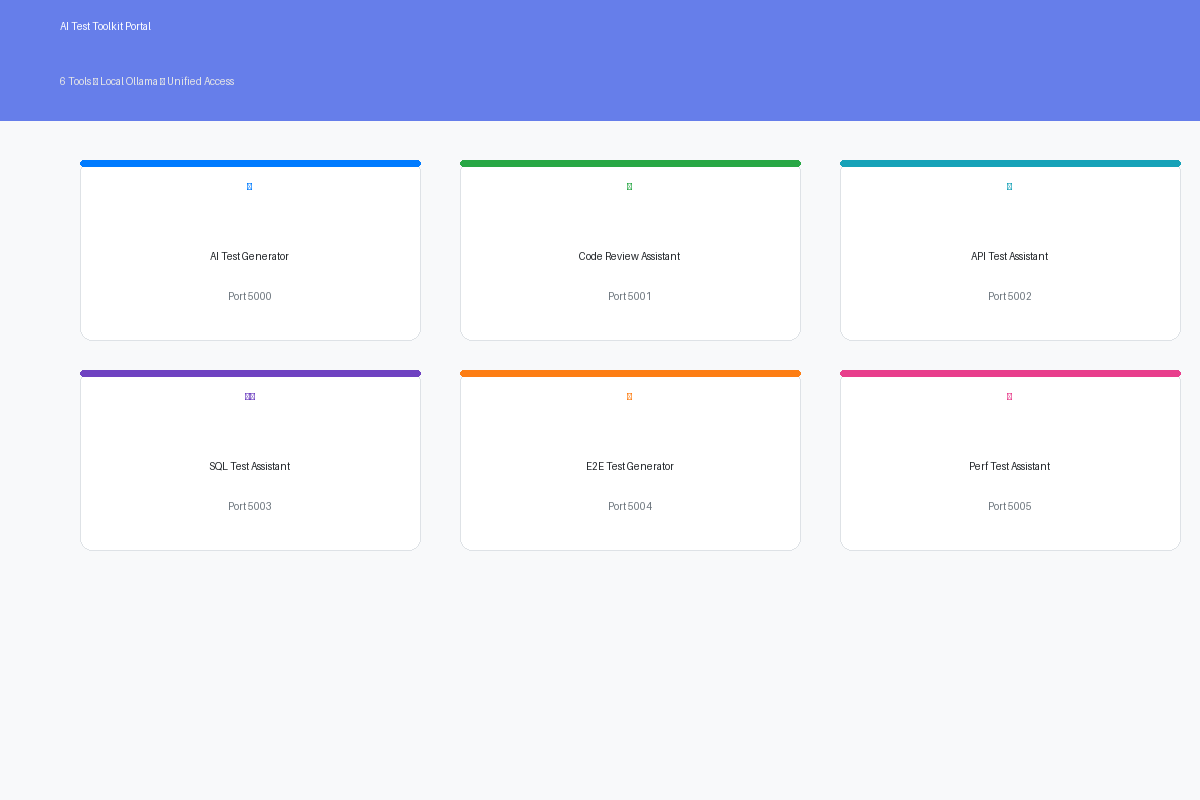 AI Test Toolkit Portal
6 Tools Local Ollama Unified Access
AI Test Generator
Port 5000
Code Review Assistant
Port 5001
API Test Assistant
Port 5002
SQL Test Assistant
Port 5003
E2E Test Generator
Port 5004
Perf Test Assistant
Port 5005